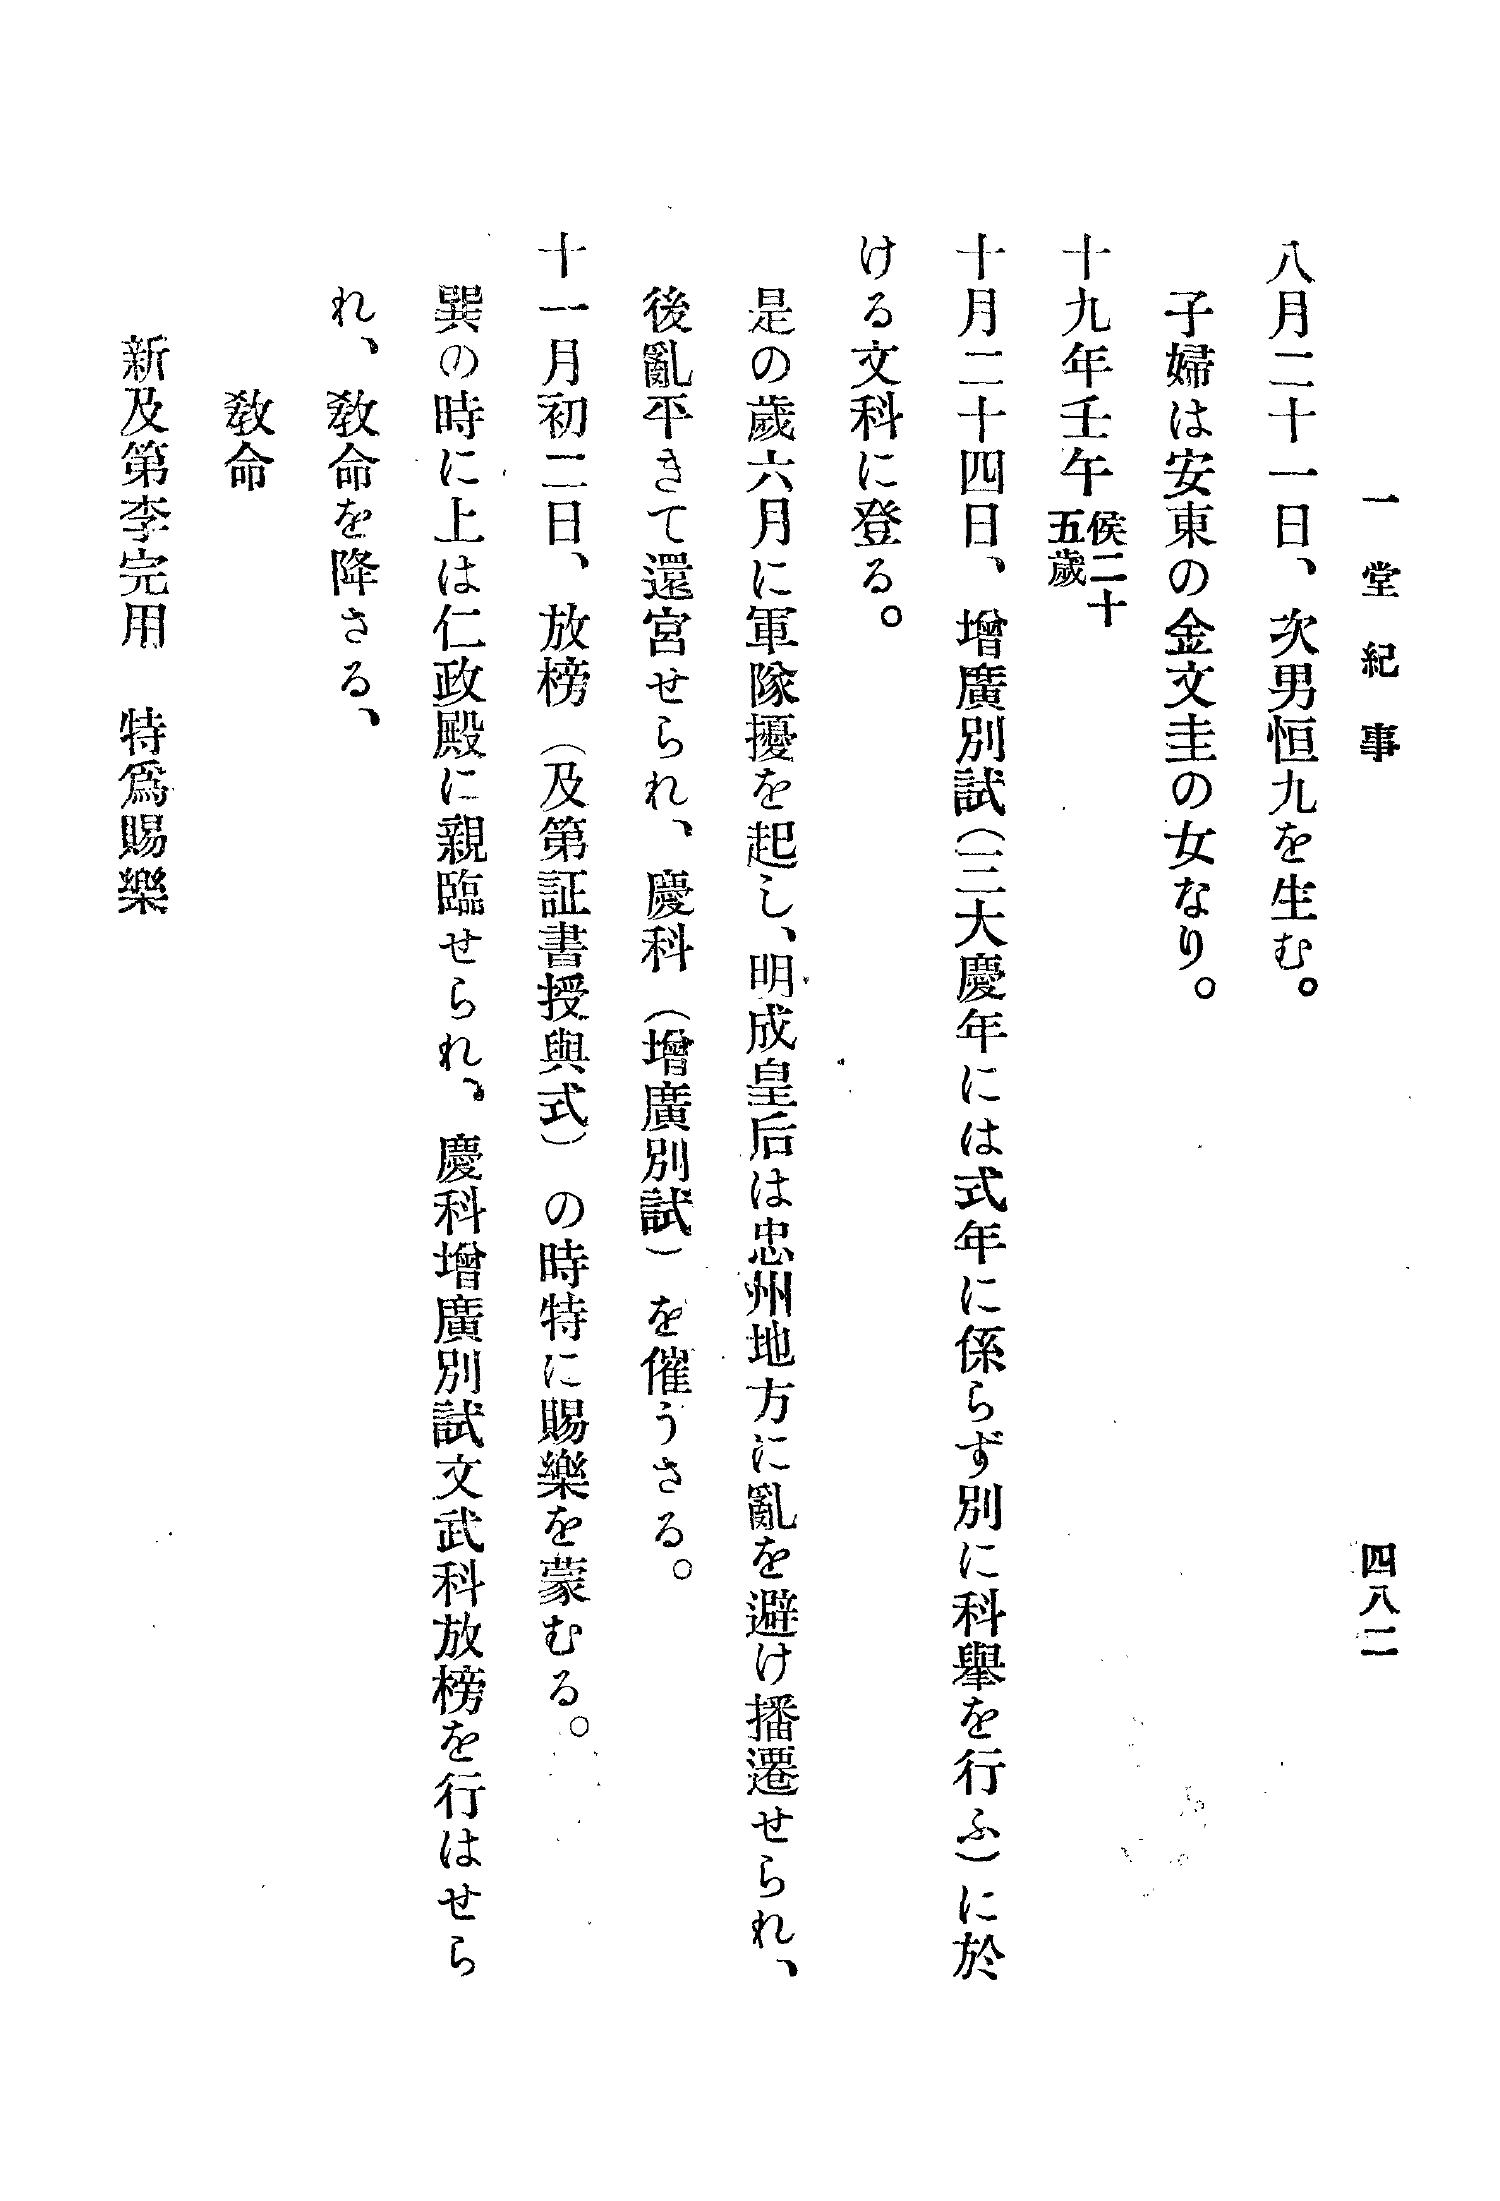 一堂紀事
四八二
八月二十一日、次男恒九を生む。
子婦は安東の金文圭の女なり。
十九年壬午侯二十五歲
十月二十四日、增廣別試(三大慶年には式年に係らず別に科擧を行ふ)に於
ける文科に登る。
是の歲六月に軍隊擾を起し、明成皇后は忠州地方に亂を避け播遷せられ、
後亂平きて還宮せられ、慶科(增廣別試)を催うさる。
十一月初二日、放榜(及第証書授與式)の時特に賜樂を蒙むる。
巽の時に上は仁政殿に親臨せられ、慶科增廣別試文武科放榜を行はせら
れ、敎命を降さる、
敎命
新及第李完用　特爲賜樂